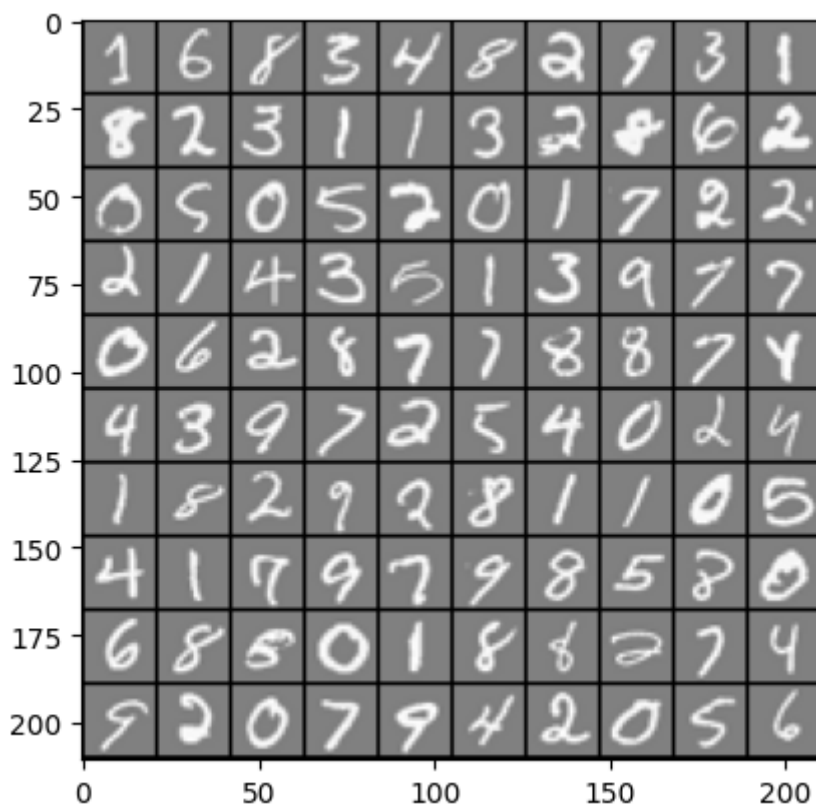 0
1 6 8 3 4 8 2 9 3 1
25
8 2 3 1 1 3 2 6 2
50
0 5 0 5 2 0 1 7 2 2
75
2 1 4 3 5 1 3 9 7 7
100
0 6 2 8 7 7 8 8 7 4
125
4 3 9 7 2 5 4 0 2 4
1 8 2 9 2 8 1 1 0 5
150
4 1 7 9 7 9 8 5 8 0
175
6 8 5 0 1 8 8 2 7 4
200
9 2 0 7 9 4 2 0 5 6
0 50 100 150 200